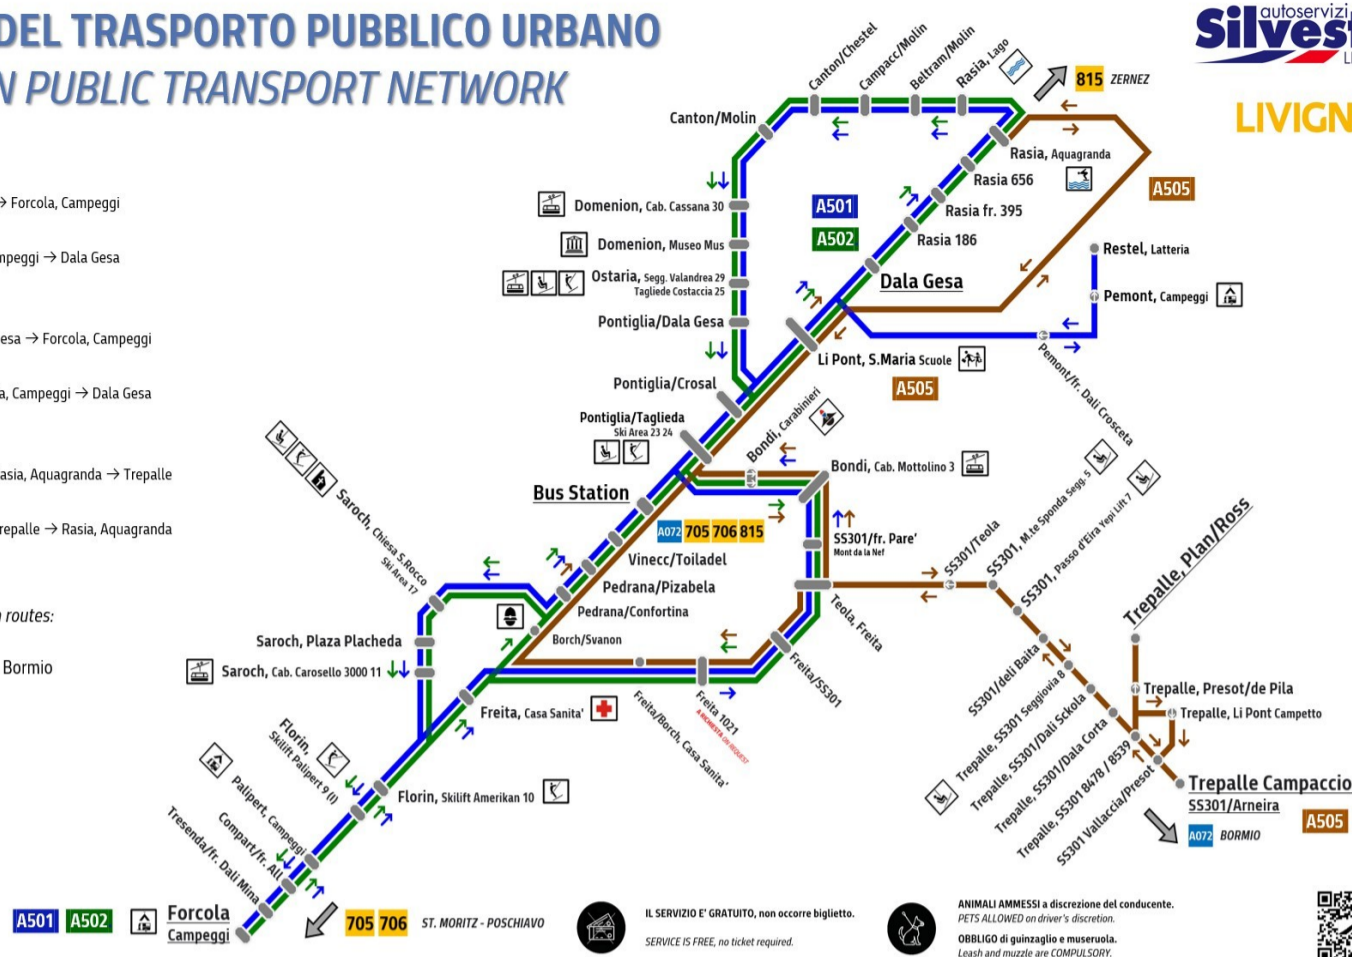 DEL TRASPORTO PUBBLICO URBANO
N PUBLIC TRANSPORT NETWORK
autoservizi
Silvest
LI
LIVIGN
→ Forcola, Campeggi
mpeggi → Dala Gesa
esa → Forcola, Campeggi
a, Campeggi → Dala Gesa
asia, Aquagranda → Trepalle
repalle → Rasia, Aquagranda
n routes:
Bormio
Canton/Chestel
Campacc/Molin
Beltram/Molin
Rasia, Lago
815 ZERNEZ
Canton/Molin
Rasia, Aquagranda
Rasia 656
Rasia fr. 395
Rasia 186
A505
A501
A502
Domenion, Cab. Cassana 30
Domenion, Museo Mus
Ostaria, Segg. Valandrea 29
Tagliede Costaccia 25
Pontiglia/Dala Gesa
Dala Gesa
Restel, Latteria
Pemont, Campeggi
Pemont/fr. Dali Crosceta
Li Pont, S.Maria Scuole
A505
Pontiglia/Crosal
Pontiglia/Taglieda
Ski Area 23 24
Bondi, Carabinieri
Bondi, Cab. Mottolino 3
Bus Station
A072 705 706 815
Vinecc/Toiladel
Pedrana/Pizabela
Pedrana/Confortina
Borch/Svanon
SS301/fr. Pare'
Mont da la Nef
Teola, Freita
Freita/SS301
Freita 1021
A RICHIESTA ON REQUEST
Freita/Borch, Casa Sanita'
Freita, Casa Sanita'
Saroch, Chiesa S.Rocco
Ski Area 17
Saroch, Plaza Placheda
Saroch, Cab. Carosello 3000 11
Florin,
Skilift Palipert 9 (I)
Florin, Skilift Amerikan 10
Palipert, Campeggi
Compart/fr. All
Tresenda/fr. Dali Mina
A501 A502
Forcola
Campeggi
705 706 ST. MORITZ - POSCHIAVO
SS301/Teola
SS301, M.te Sponda Segg. 5
SS301, Passo d'Eira Yepi Lift 7
SS301/deli Baita
Trepalle, SS301 Seggiovia 8
Trepalle, SS301/Dali Sckola
Trepalle, SS301/Dala Corta
Trepalle, SS301 8478 / 8539
SS301 Vallaccia/Presot
Trepalle, Plan/Ross
Trepalle, Presot/de Pila
Trepalle, Li Pont Campetto
Trepalle Campaccio
SS301/Arneira
A505
A072 BORMIO
IL SERVIZIO E' GRATUITO, non occorre biglietto.
SERVICE IS FREE, no ticket required.
ANIMALI AMMESSI a discrezione del conducente.
PETS ALLOWED on driver's discretion.
OBBLIGO di guinzaglio e museruola.
Leash and muzzle are COMPULSORY.